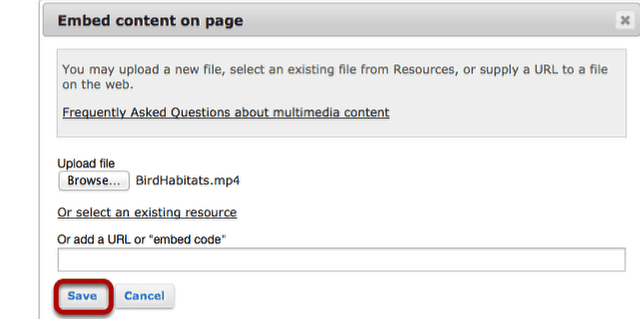 Embed content on page
You may upload a new file, select an existing file from Resources, or supply a URL to a file
on the web.
Frequently Asked Questions about multimedia content
Upload file
Browse... BirdHabitats.mp4
Or select an existing resource
Or add a URL or "embed code"
Save Cancel